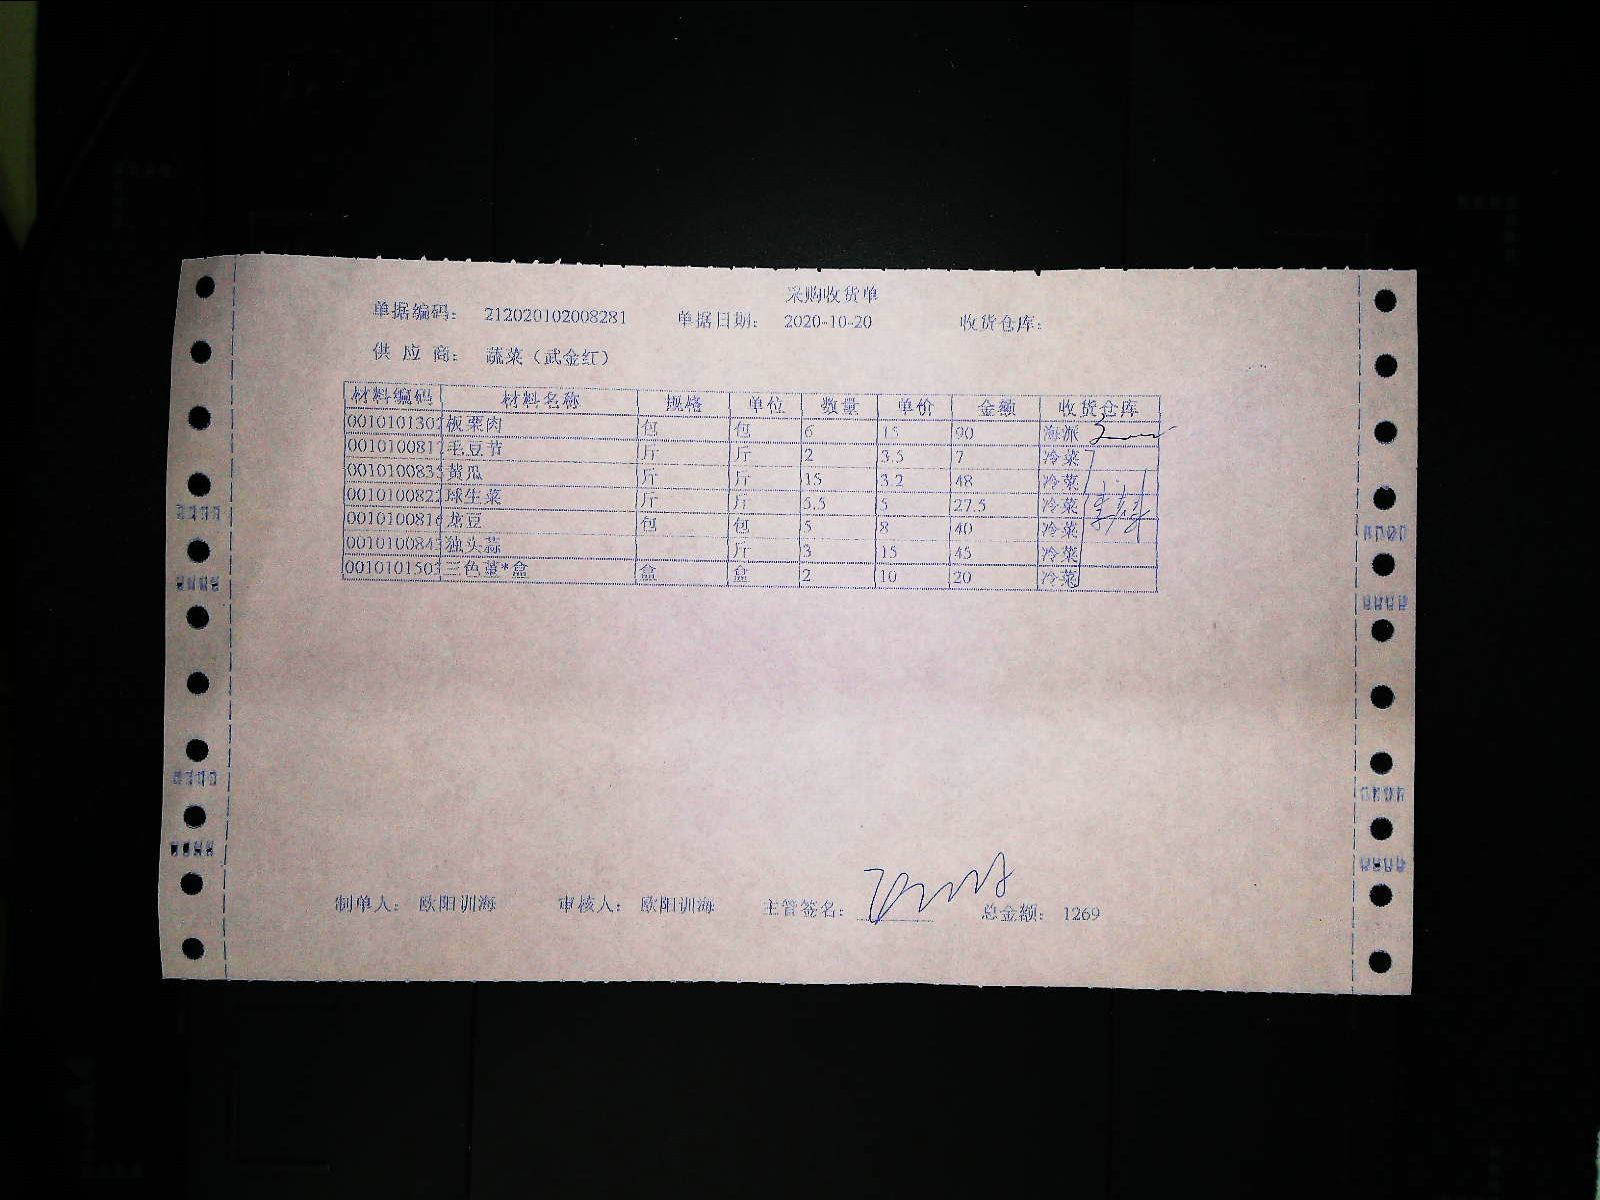 采购收货单
单据编码： 212020102008281 单据日期： 2020-10-20 收货仓库：
供 应 商： 蔬菜（武金红）
材料编码 材料名称 规格 单位 数量 单价 金额 收货仓库
0010101302 板栗肉 包 包 6 15 90 海派
0010100817 毛豆节 斤 斤 2 3.5 7 冷菜
0010100835 黄瓜 斤 斤 15 3.2 48 冷菜
0010100822 球生菜 斤 斤 5.5 5 27.5 冷菜
0010100816 龙豆 包 包 5 8 40 冷菜
0010100843 独头蒜 斤 3 15 45 冷菜
0010101503 三色堇*盒 盒 盒 2 10 20 冷菜
制单人： 欧阳训海 审核人： 欧阳训海 主管签名： 总金额： 1269